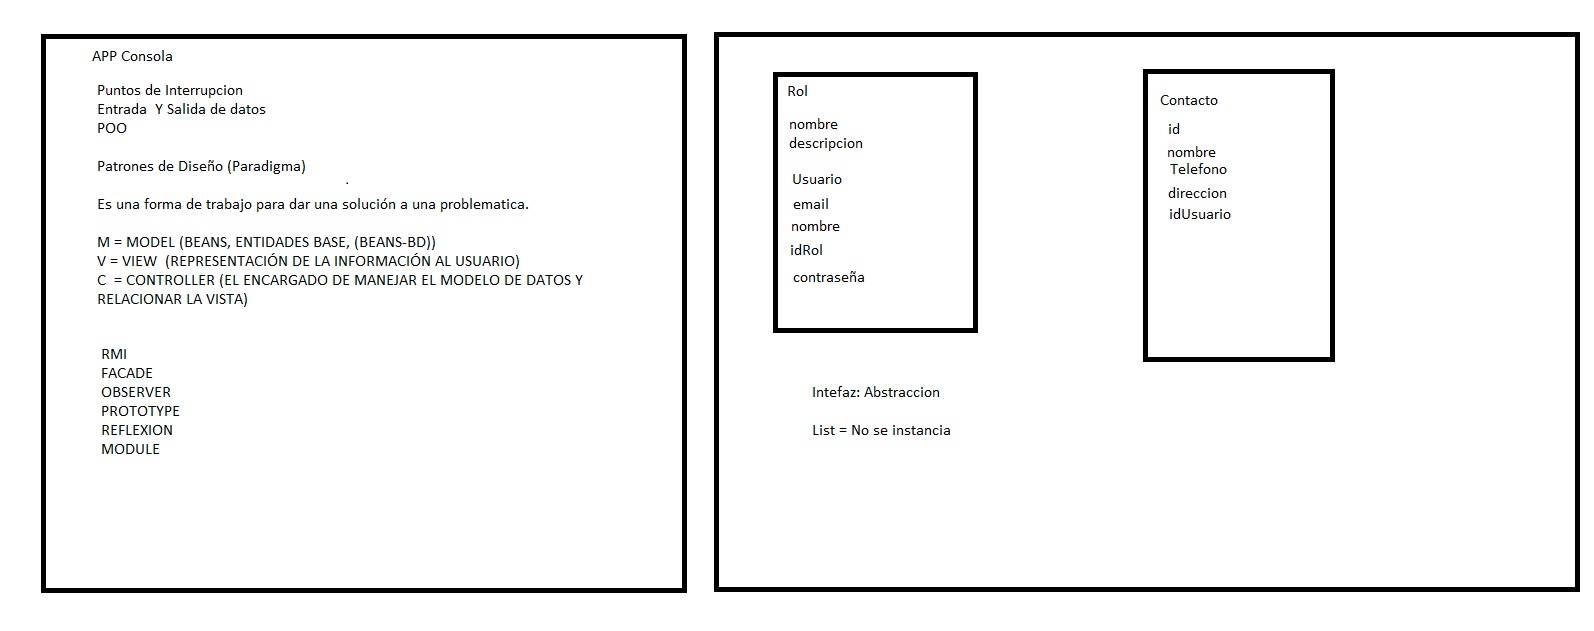 APP Consola
Puntos de Interrupcion
Entrada  Y Salida de datos
POO
Patrones de Diseño (Paradigma)
.
Es una forma de trabajo para dar una solución a una problematica.
M = MODEL (BEANS, ENTIDADES BASE, (BEANS-BD))
V = VIEW  (REPRESENTACIÓN DE LA INFORMACIÓN AL USUARIO)
C  = CONTROLLER (EL ENCARGADO DE MANEJAR EL MODELO DE DATOS Y
RELACIONAR LA VISTA)
RMI
FACADE
OBSERVER
PROTOTYPE
REFLEXION
MODULE
Rol
nombre
descripcion
Usuario
email
nombre
idRol
contraseña
Contacto
id
nombre
Telefono
direccion
idUsuario
Intefaz: Abstraccion
List = No se instancia